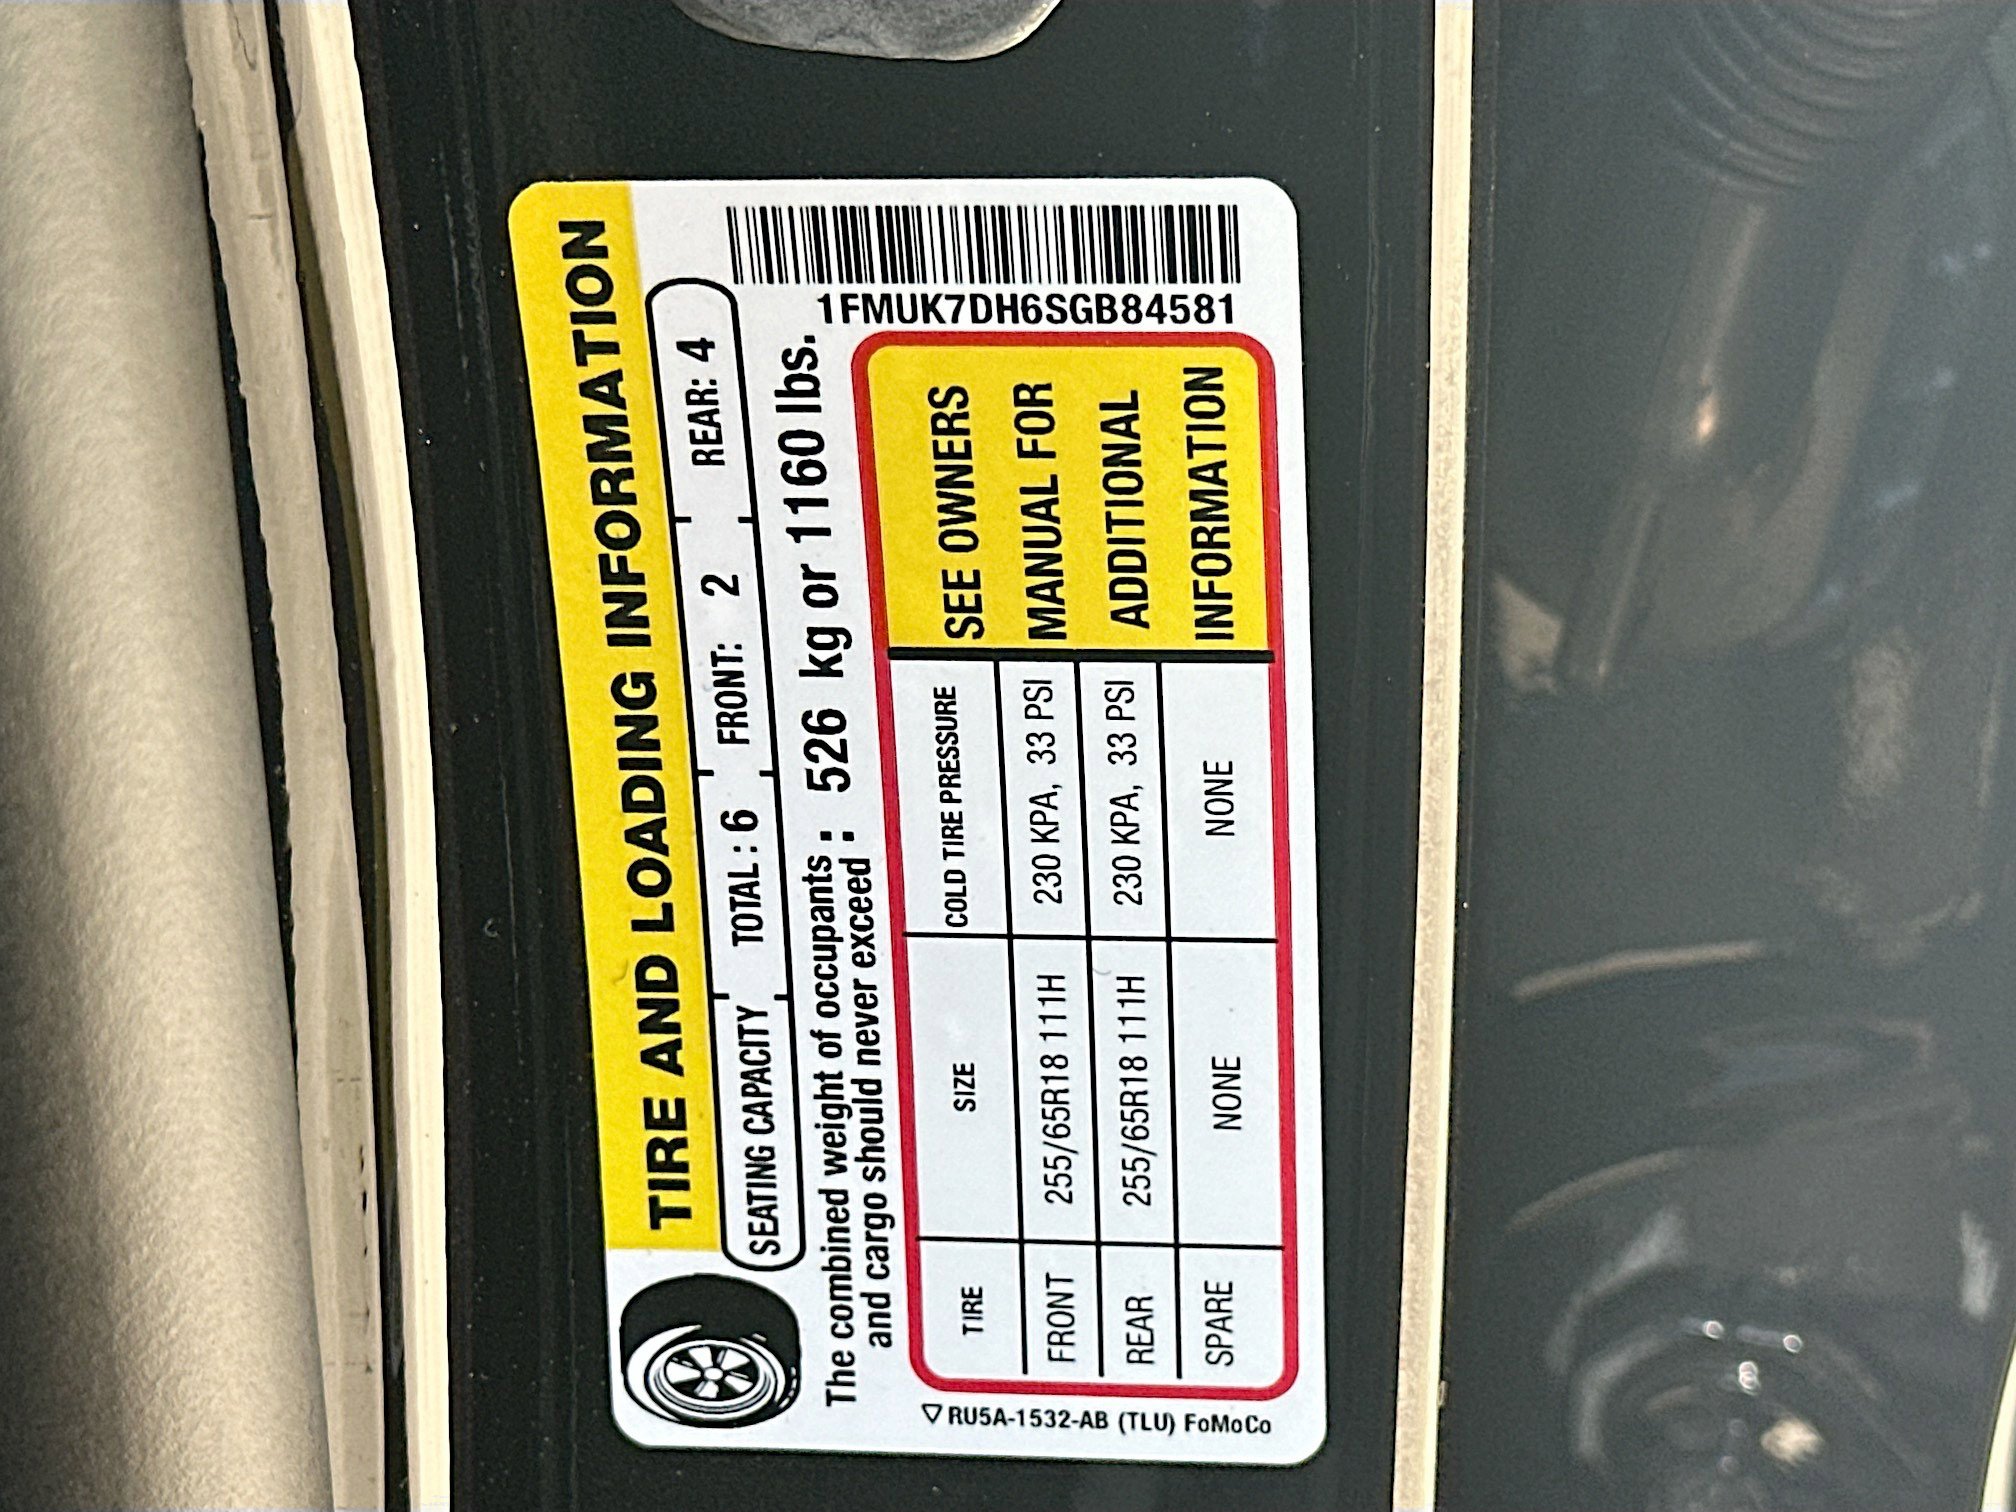 TIRE AND LOADING INFORMATION
SEATING CAPACITY TOTAL : 6 FRONT: 2 REAR: 4
The combined weight of occupants : 526 kg or 1160 lbs.
and cargo should never exceed :
TIRE SIZE COLD TIRE PRESSURE SEE OWNERS
FRONT 255/65R18 111H 230 KPA, 33 PSI MANUAL FOR
REAR 255/65R18 111H 230 KPA, 33 PSI ADDITIONAL
SPARE NONE NONE INFORMATION
1FMUK7DH6SGB84581
RU5A-1532-AB (TLU) FoMoCo